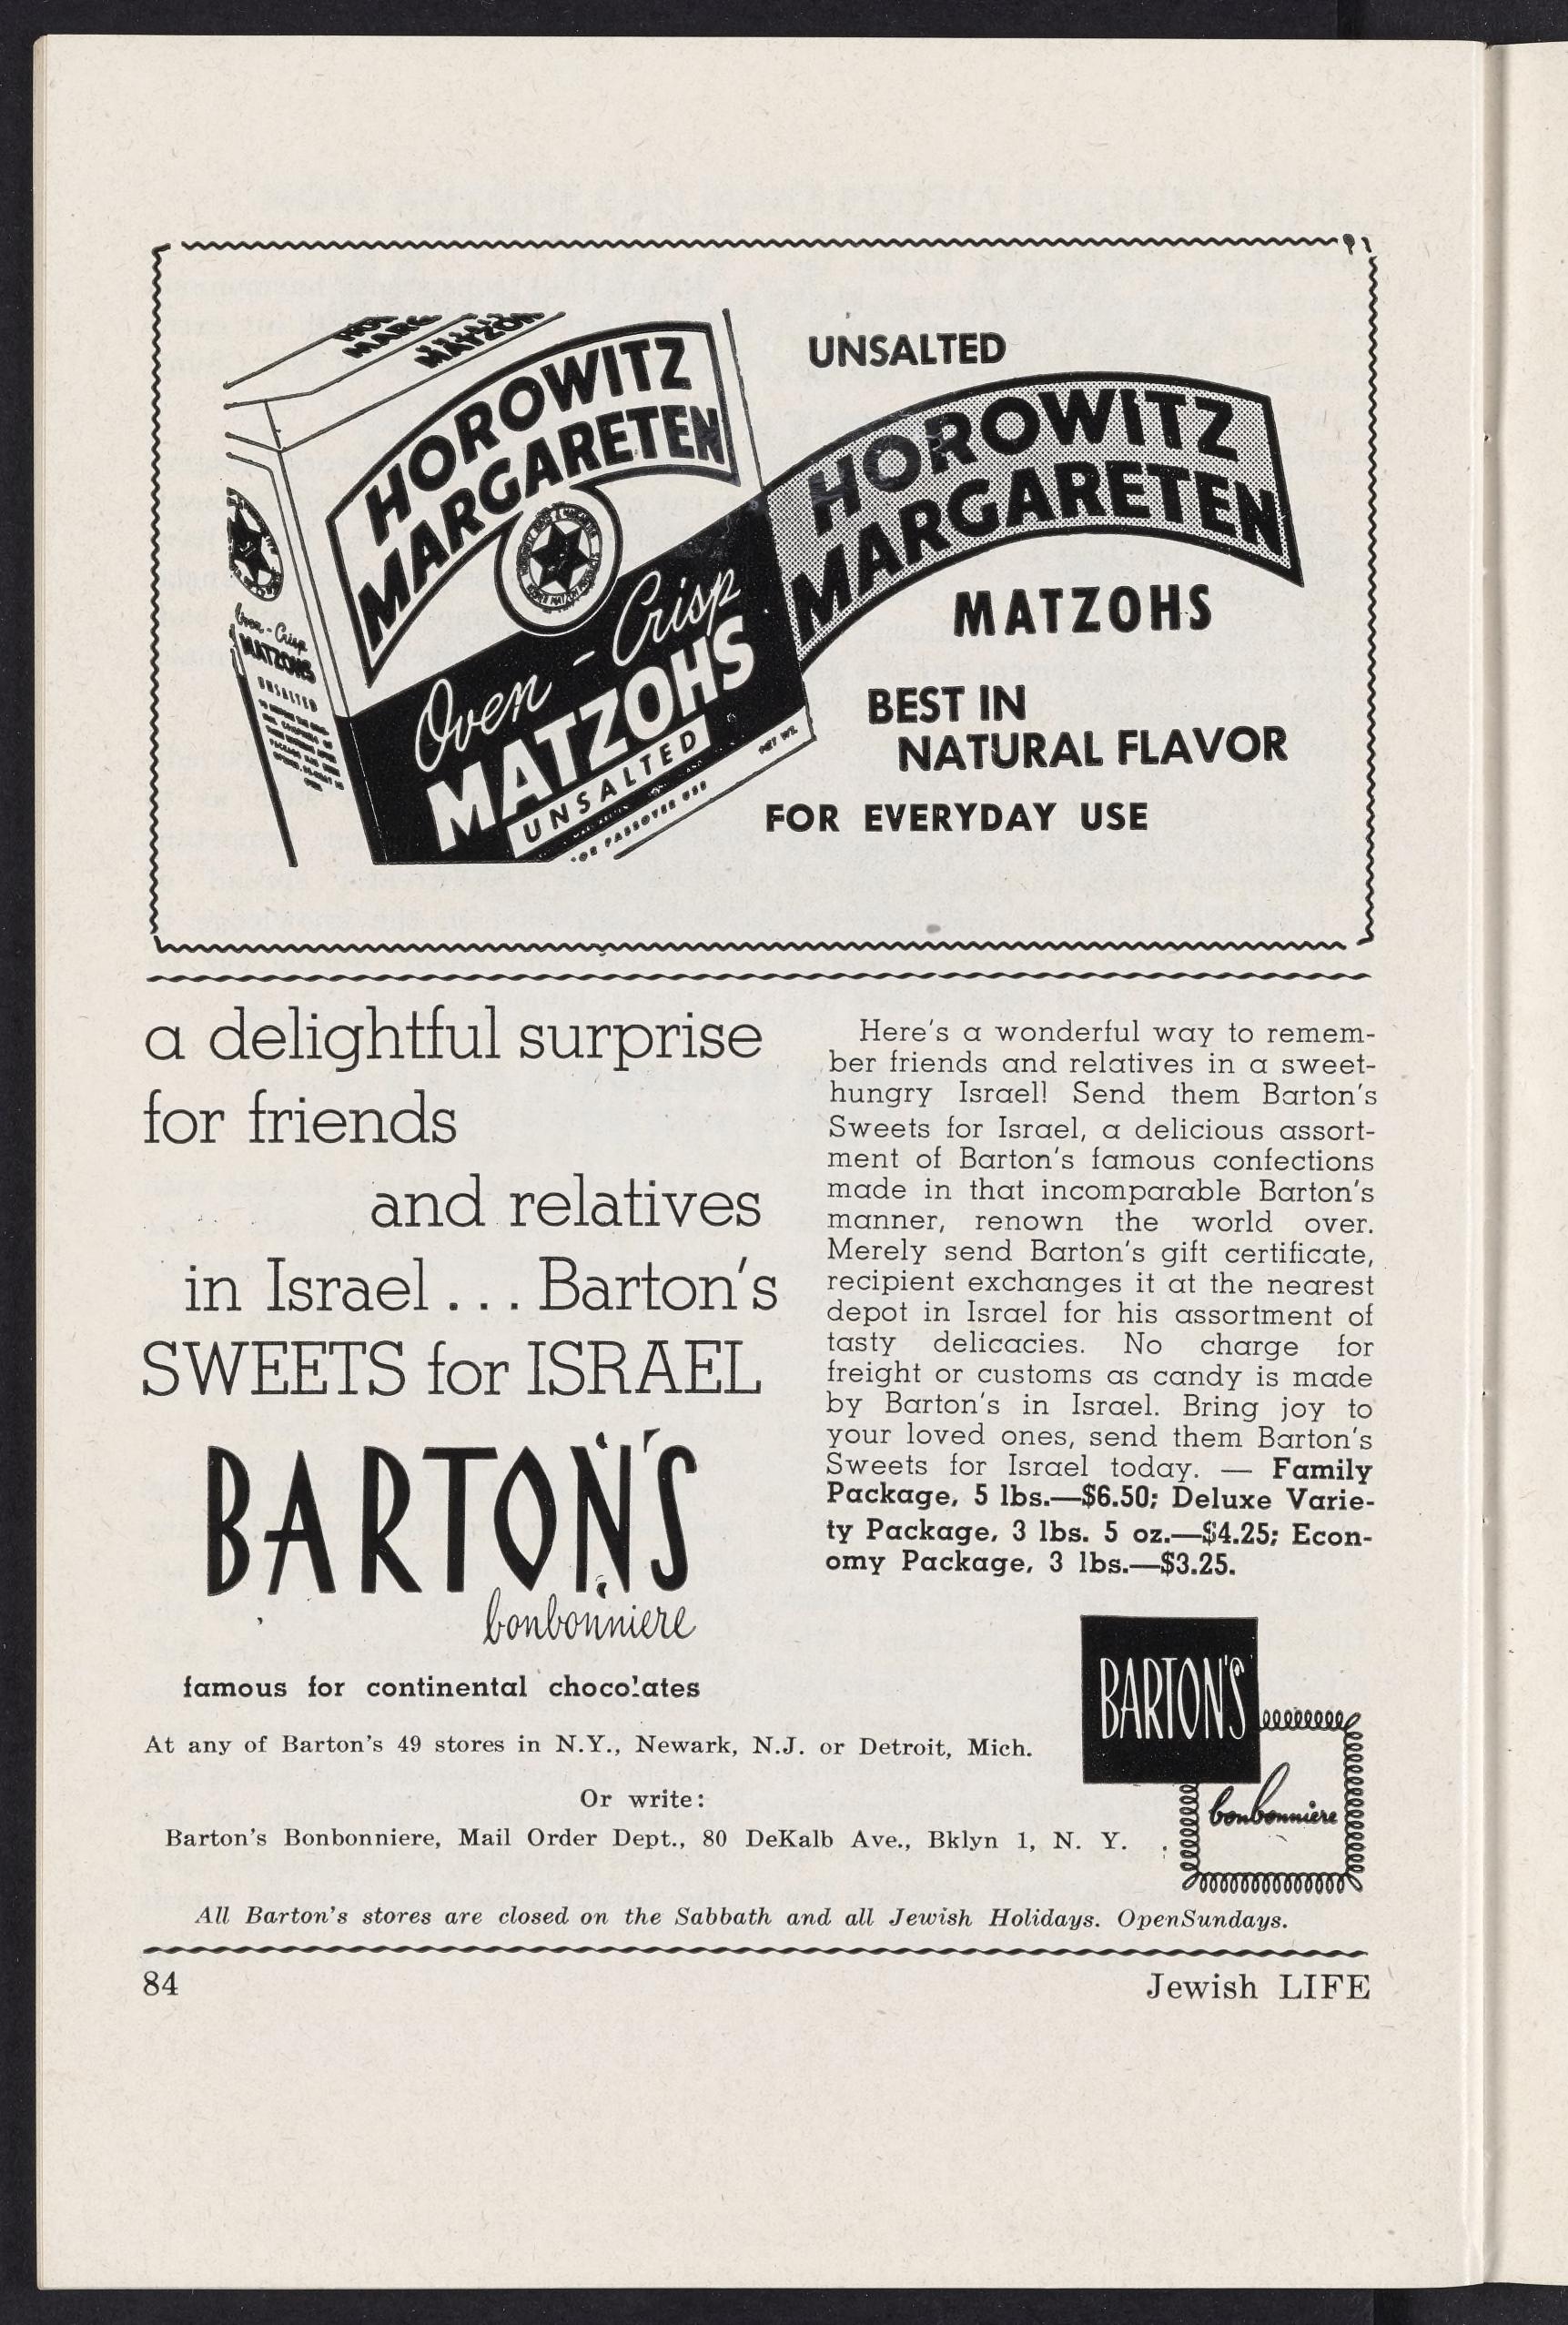 HOROWITZ
MARGARETEN
Oven - Crisp
MATZOHS
UNSALTED
PASSOVER USE
NET WT.
Oven - Crisp
MATZOHS
UNSALTED
UNSALTED
HOROWITZ
MARGARETEN
MATZOHS
BEST IN
NATURAL FLAVOR
FOR EVERYDAY USE
a delightful surprise
for friends
and relatives
in Israel . . . Barton's
SWEETS for ISRAEL
BARTON'S
bonbonniere
famous for continental chocolates
Here's a wonderful way to remem-
ber friends and relatives in a sweet-
hungry Israel! Send them Barton's
Sweets for Israel, a delicious assort-
ment of Barton's famous confections
made in that incomparable Barton's
manner, renown the world over.
Merely send Barton's gift certificate,
recipient exchanges it at the nearest
depot in Israel for his assortment of
tasty delicacies. No charge for
freight or customs as candy is made
by Barton's in Israel. Bring joy to
your loved ones, send them Barton's
Sweets for Israel today. — Family
Package, 5 lbs.—$6.50; Deluxe Varie-
ty Package, 3 lbs. 5 oz.—$4.25; Econ-
omy Package, 3 lbs.—$3.25.
At any of Barton's 49 stores in N.Y., Newark, N.J. or Detroit, Mich.
Or write:
Barton's Bonbonniere, Mail Order Dept., 80 DeKalb Ave., Bklyn 1, N. Y.
BARTON'S
bonbonniere
All Barton's stores are closed on the Sabbath and all Jewish Holidays. OpenSundays.
84
Jewish LIFE